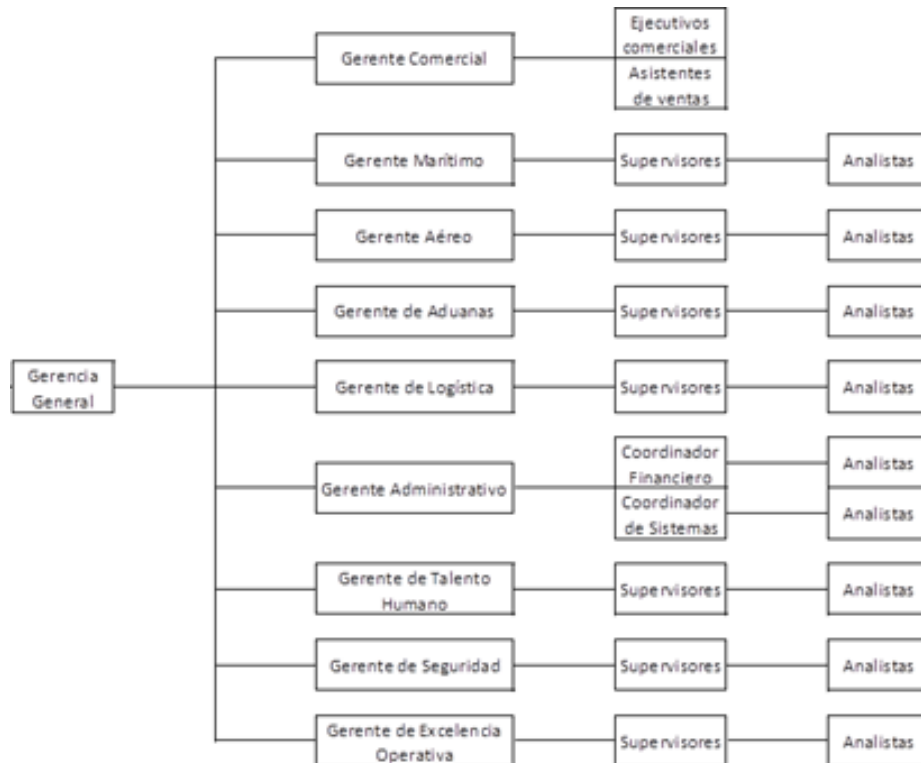 Ejecutivos
comerciales
Gerente Comercial
Asistentes
de ventas
Gerente Marítimo
Supervisores
Analistas
Gerente Aéreo
Supervisores
Analistas
Gerente de Aduanas
Supervisores
Analistas
Gerencia
General
Gerente de Logística
Supervisores
Analistas
Gerente Administrativo
Coordinador
Financiero
Analistas
Coordinador
de Sistemas
Analistas
Gerente de Talento
Humano
Supervisores
Analistas
Gerente de Seguridad
Supervisores
Analistas
Gerente de Excelencia
Operativa
Supervisores
Analistas